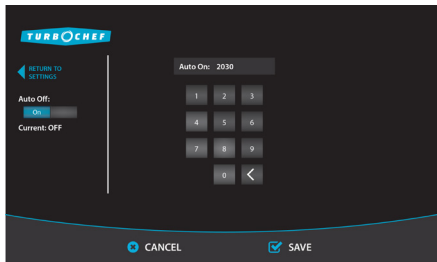 TURBOCHEF
RETURN TO
SETTINGS
Auto Off:
On
Current: OFF
Auto On: 2030
1 2 3
4 5 6
7 8 9
0 <
CANCEL
SAVE